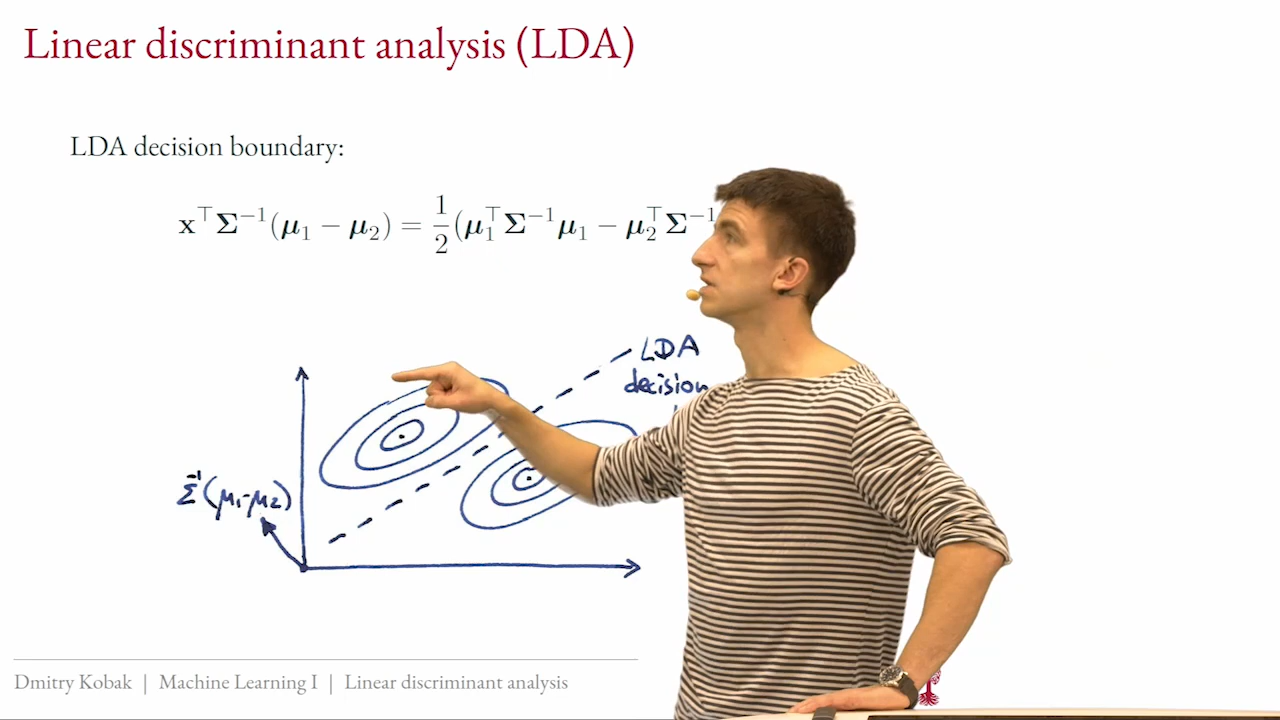 Linear discriminant analysis (LDA)
LDA decision boundary:
x⊤Σ−1(μ1 − μ2) = 1/2(μ1⊤Σ−1μ1 − μ2⊤Σ−1
LDA
decision
Σ-1(μ1-μ2)
Dmitry Kobak | Machine Learning I | Linear discriminant analysis